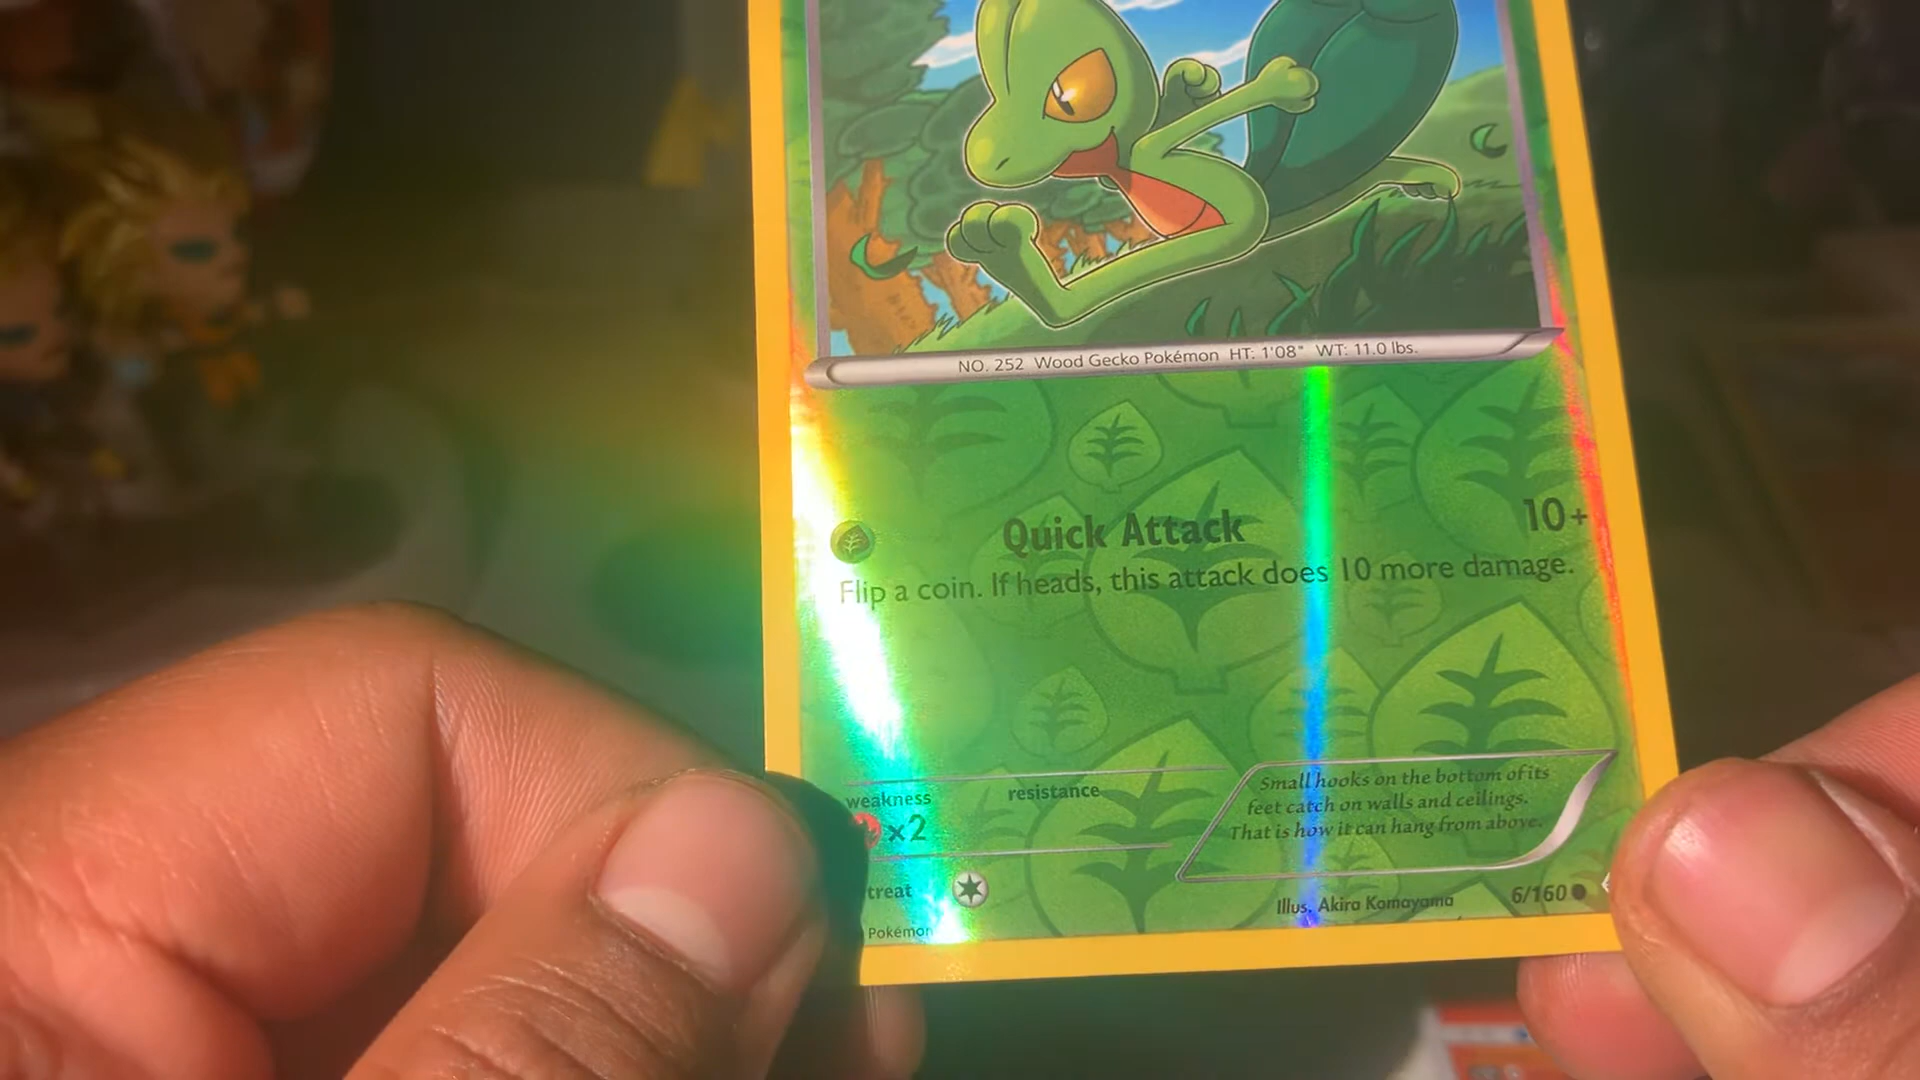 NO. 252 Wood Gecko Pokémon HT: 1'08" WT: 11.0 lbs.
Quick Attack 10+
Flip a coin. If heads, this attack does 10 more damage.
weakness resistance
x2
Small hooks on the bottom of its
feet catch on walls and ceilings.
That is how it can hang from above.
treat
Illus. Akira Komayama 6/160
Pokémon